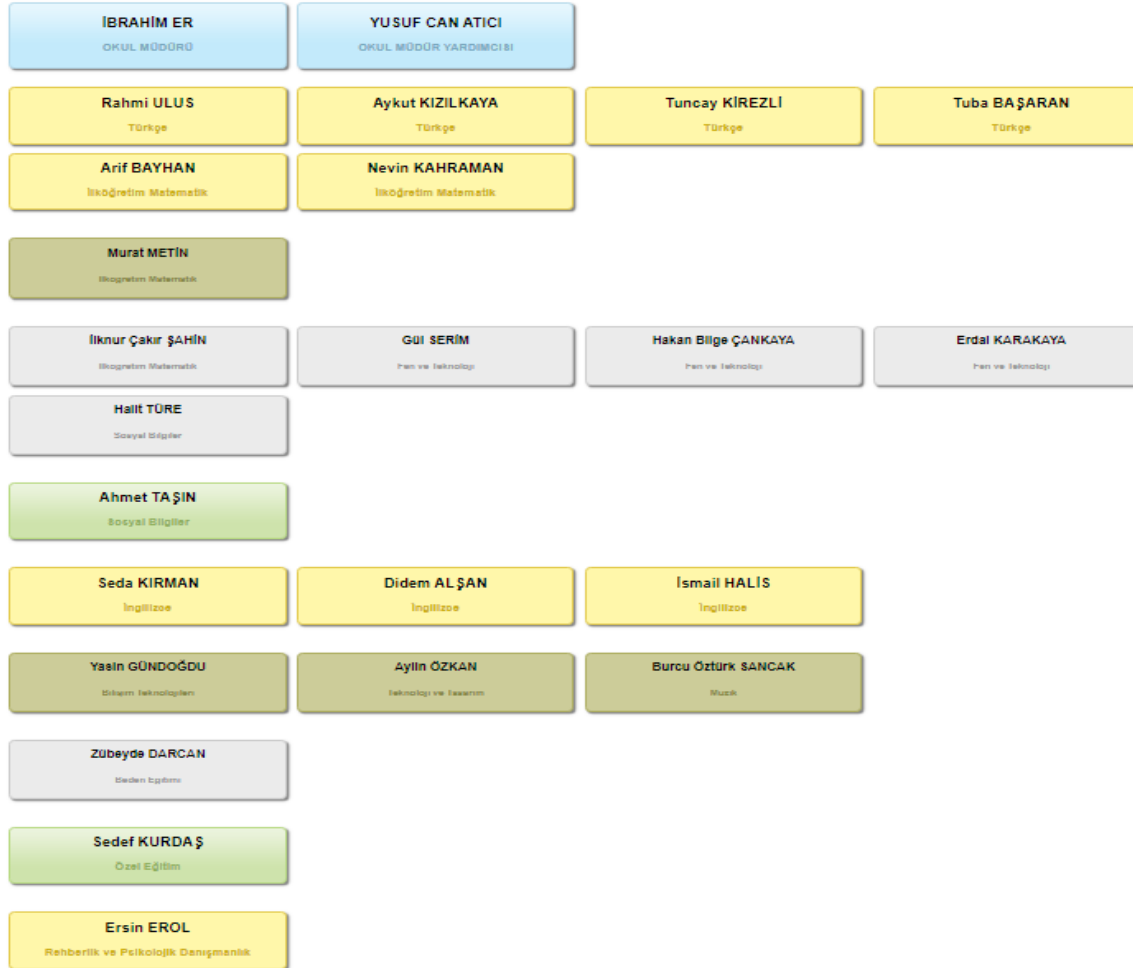 İBRAHİM ER
OKUL MÜDÜRÜ
YUSUF CAN ATICI
OKUL MÜDÜR YARDIMCISI
Rahmi ULUS
Türkçe
Aykut KIZILKAYA
Türkçe
Tuncay KİREZLİ
Türkçe
Tuba BAŞARAN
Türkçe
Arif BAYHAN
İlköğretim Matematik
Nevin KAHRAMAN
İlköğretim Matematik
Murat METİN
İlköğretim Matematik
İlknur Çakır ŞAHİN
İlköğretim Matematik
Gül SERİM
Fen ve Teknoloji
Hakan Bilge ÇANKAYA
Fen ve Teknoloji
Erdal KARAKAYA
Fen ve Teknoloji
Halit TÜRE
Sosyal Bilgiler
Ahmet TAŞIN
Sosyal Bilgiler
Seda KIRMAN
İngilizce
Didem ALŞAN
İngilizce
İsmail HALİS
İngilizce
Yasin GÜNDOĞDU
Bilişim Teknolojileri
Aylin ÖZKAN
Teknoloji ve Tasarım
Burcu Öztürk SANCAK
Müzik
Zübeyde DARCAN
Beden Eğitimi
Sedef KURDAŞ
Özel Eğitim
Ersin EROL
Rehberlik ve Psikolojik Danışmanlık